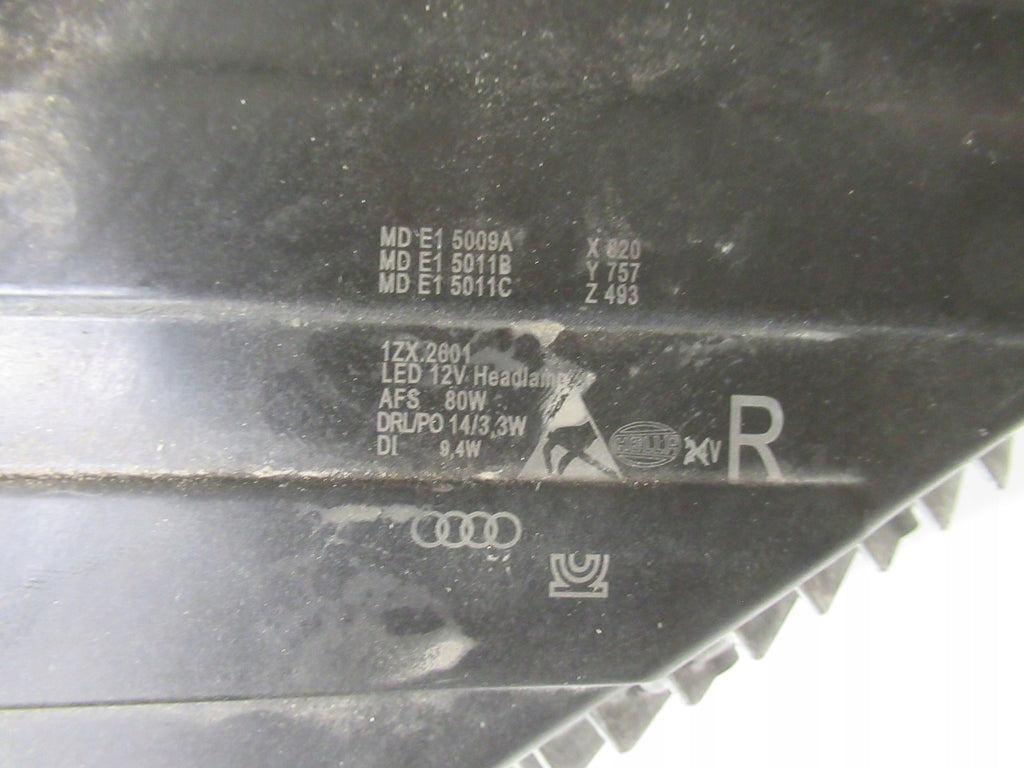 MD E1 5009A
MD E1 5011B
MD E1 5011C
X 820
Y 757
Z 493
1ZX.2601
LED 12V Headlamp
AFS 80W
DRL/PO 14/3,3W
DI 9,4W
HELLA
24V
R